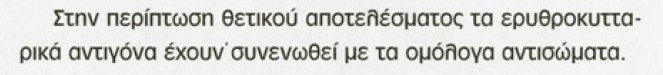 Στην περίπτωση θετικού αποτελέσματος τα ερυθροκυττα-
ρικά αντιγόνα έχουν συνενωθεί με τα ομόλογα αντισώματα.